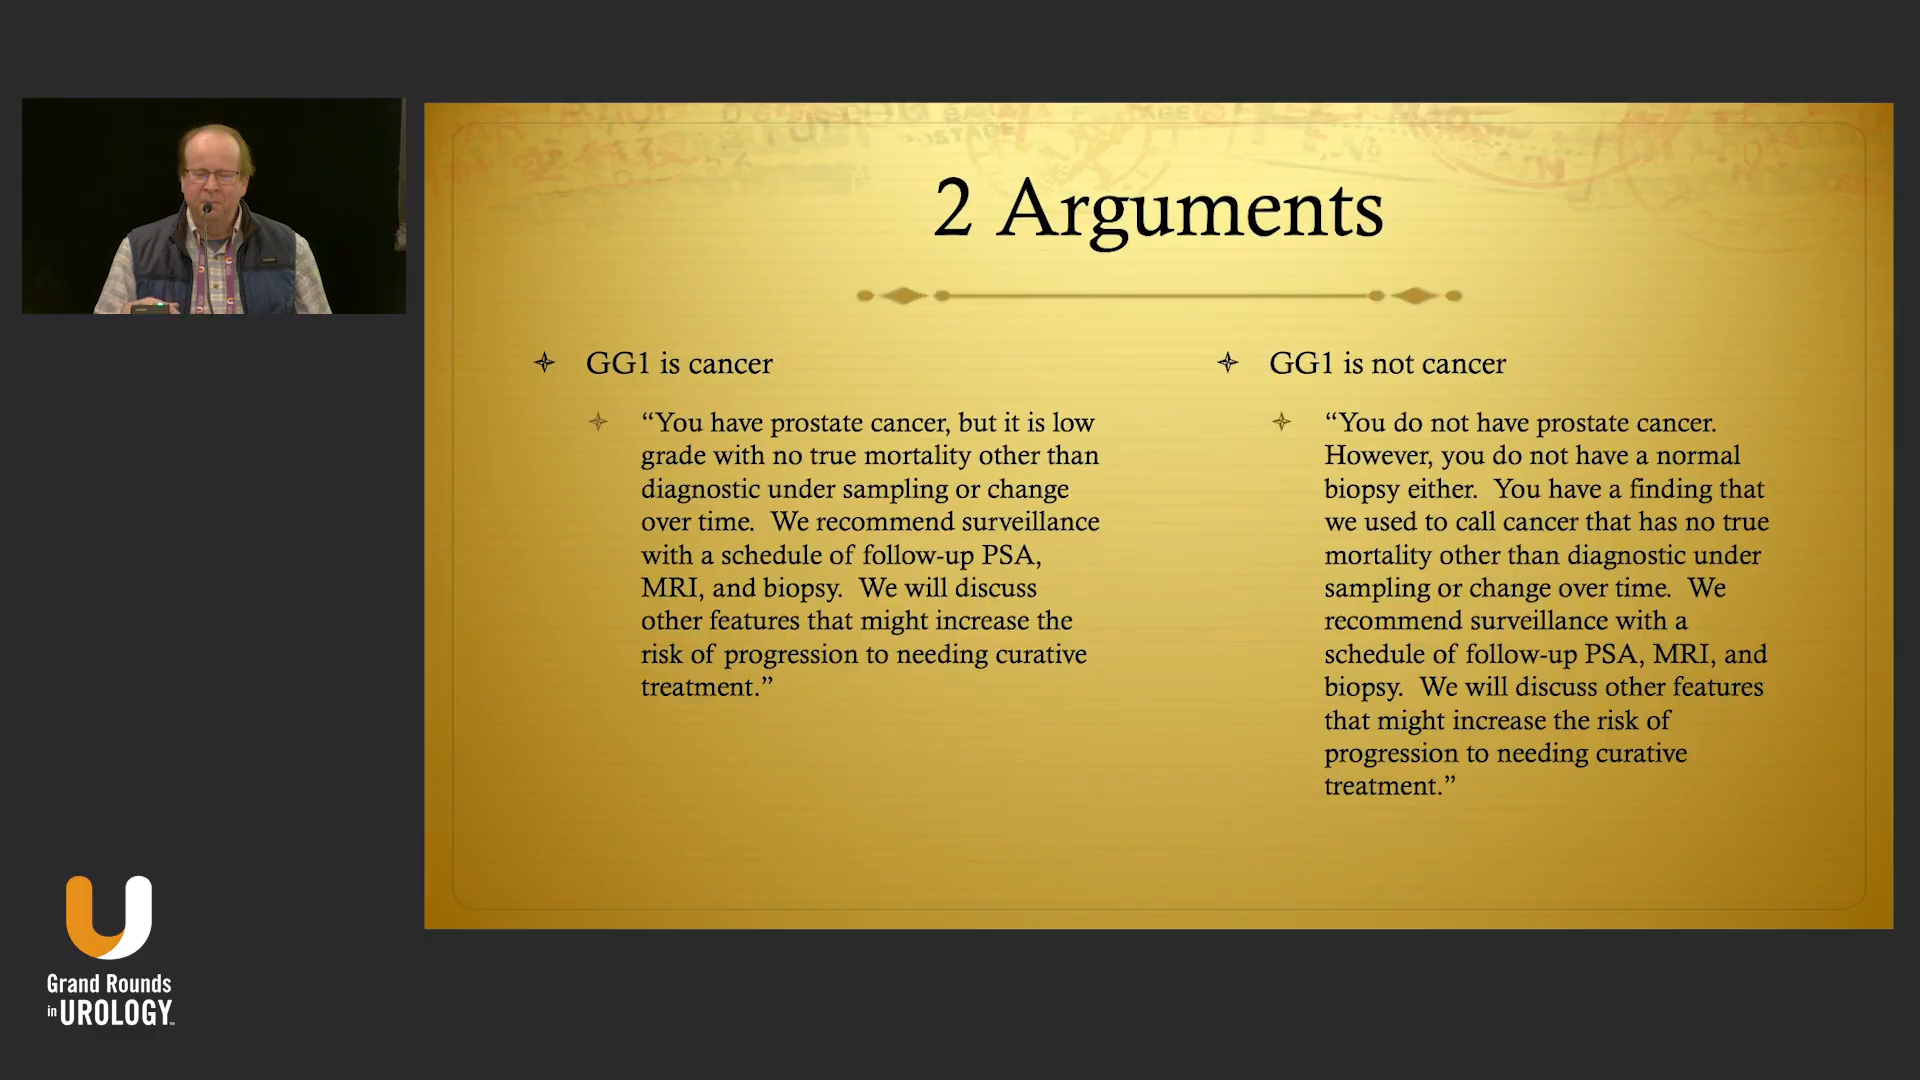 2 Arguments
GG1 is cancer
“You have prostate cancer, but it is low
grade with no true mortality other than
diagnostic under sampling or change
over time.  We recommend surveillance
with a schedule of follow-up PSA,
MRI, and biopsy.  We will discuss
other features that might increase the
risk of progression to needing curative
treatment.”
GG1 is not cancer
“You do not have prostate cancer.
However, you do not have a normal
biopsy either.  You have a finding that
we used to call cancer that has no true
mortality other than diagnostic under
sampling or change over time.  We
recommend surveillance with a
schedule of follow-up PSA, MRI, and
biopsy.  We will discuss other features
that might increase the risk of
progression to needing curative
treatment.”
Grand Rounds
in UROLOGY